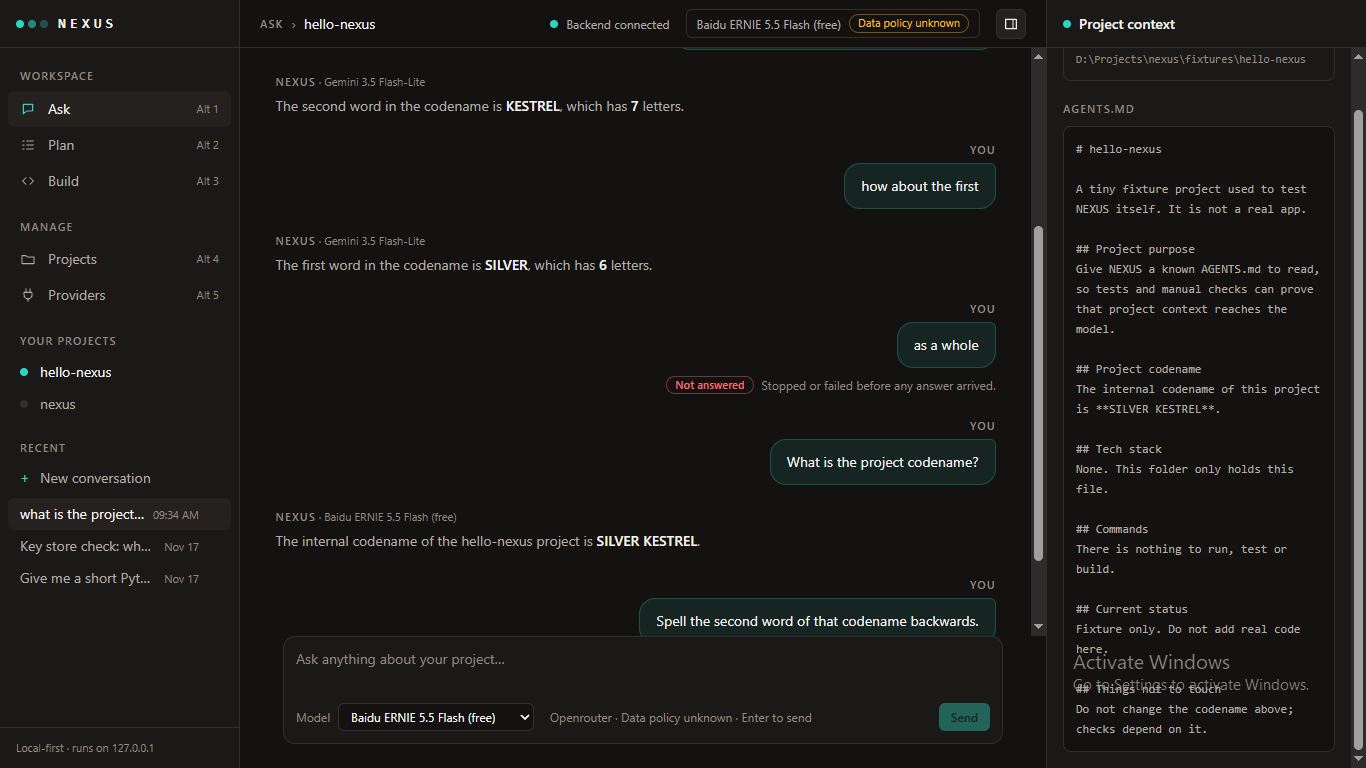 NEXUS
WORKSPACE
Ask Alt 1
Plan Alt 2
Build Alt 3
MANAGE
Projects Alt 4
Providers Alt 5
YOUR PROJECTS
hello-nexus
nexus
RECENT
+ New conversation
what is the project... 09:34 AM
Key store check: wh... Nov 17
Give me a short Pyt... Nov 17
Local-first · runs on 127.0.0.1
ASK › hello-nexus
Backend connected
Baidu ERNIE 5.5 Flash (free) Data policy unknown
NEXUS · Gemini 3.5 Flash-Lite
The second word in the codename is KESTREL, which has 7 letters.
YOU
how about the first
NEXUS · Gemini 3.5 Flash-Lite
The first word in the codename is SILVER, which has 6 letters.
YOU
as a whole
Not answered Stopped or failed before any answer arrived.
YOU
What is the project codename?
NEXUS · Baidu ERNIE 5.5 Flash (free)
The internal codename of the hello-nexus project is SILVER KESTREL.
YOU
Spell the second word of that codename backwards.
Ask anything about your project...
Model Baidu ERNIE 5.5 Flash (free) Openrouter · Data policy unknown · Enter to send Send
Project context
D:\Projects\nexus\fixtures\hello-nexus
AGENTS.MD
# hello-nexus
A tiny fixture project used to test
NEXUS itself. It is not a real app.
## Project purpose
Give NEXUS a known AGENTS.md to read,
so tests and manual checks can prove
that project context reaches the
model.
## Project codename
The internal codename of this project
is **SILVER KESTREL**.
## Tech stack
None. This folder only holds this
file.
## Commands
There is nothing to run, test or
build.
## Current status
Fixture only. Do not add real code
here.
Activate Windows
Go to Settings to activate Windows.
## Things not to touch
Do not change the codename above;
checks depend on it.